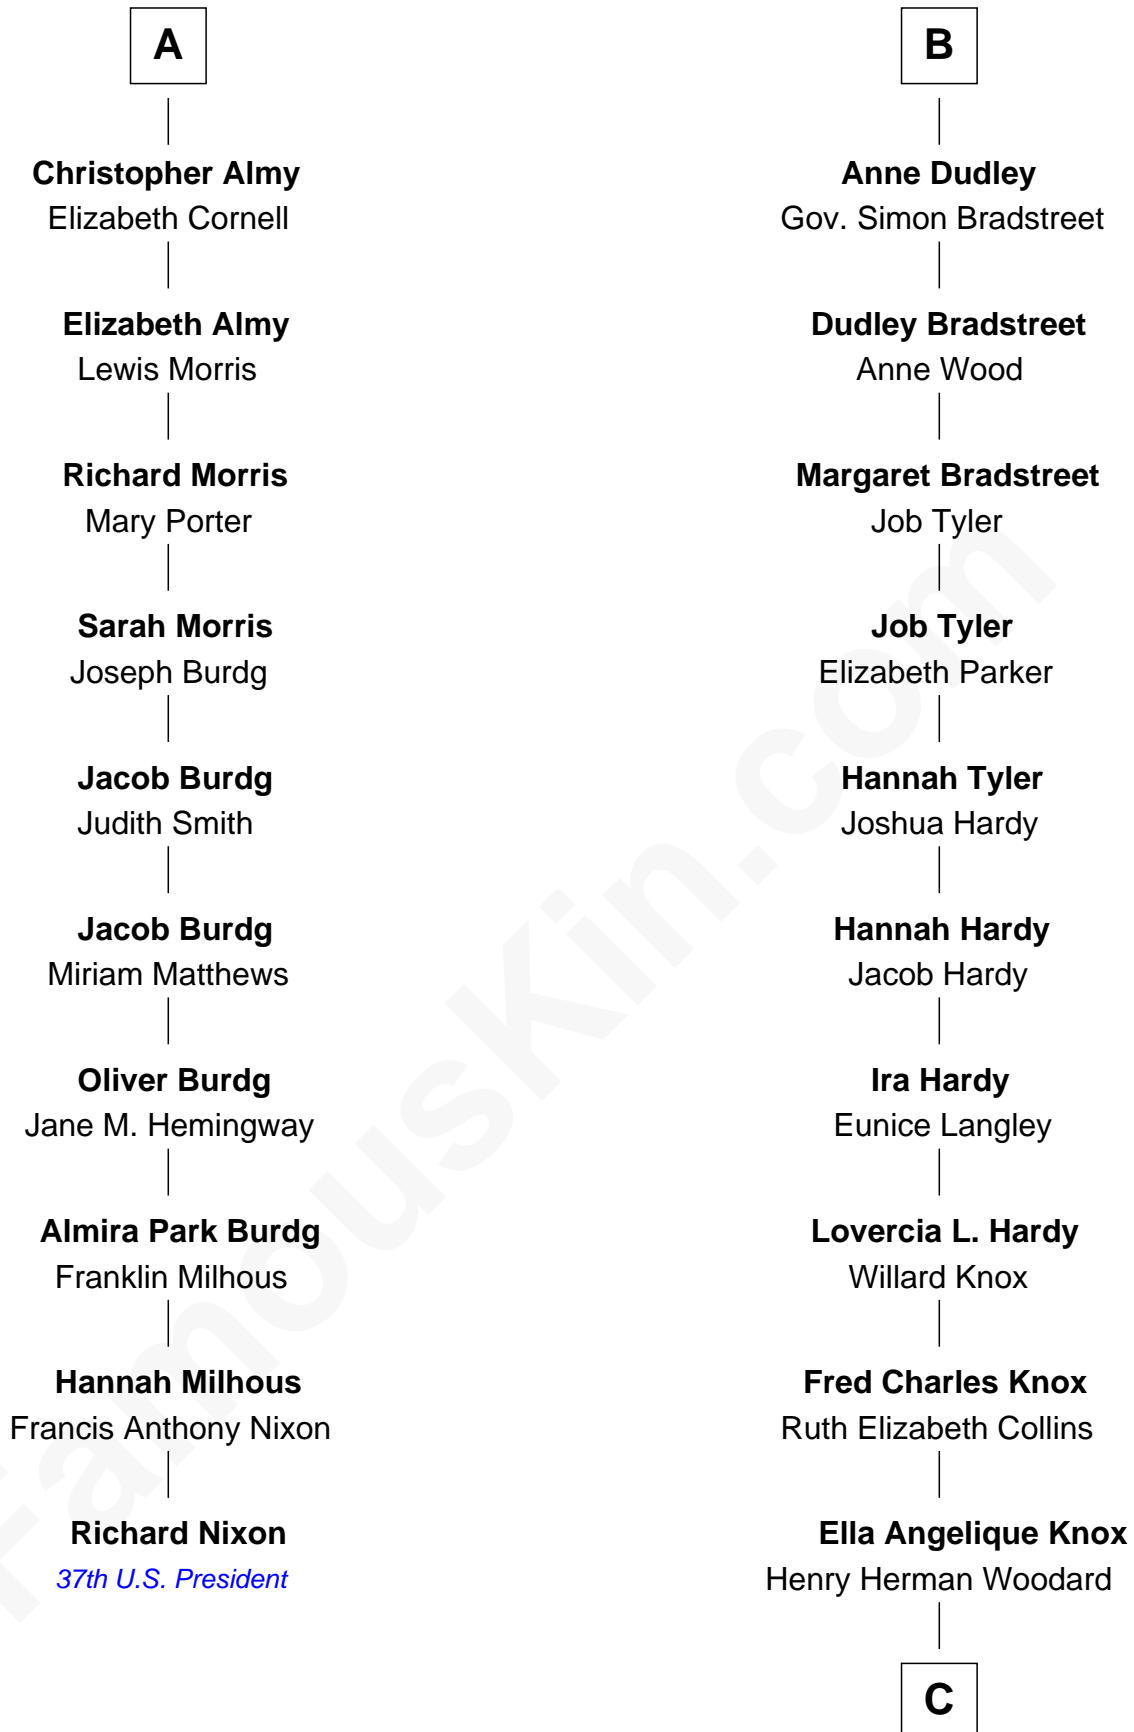 A
Christopher Almy
Elizabeth Cornell
Elizabeth Almy
Lewis Morris
Richard Morris
Mary Porter
Sarah Morris
Joseph Burdg
Jacob Burdg
Judith Smith
Jacob Burdg
Miriam Matthews
Oliver Burdg
Jane M. Hemingway
Almira Park Burdg
Franklin Milhous
Hannah Milhous
Francis Anthony Nixon
Richard Nixon
37th U.S. President
B
Anne Dudley
Gov. Simon Bradstreet
Dudley Bradstreet
Anne Wood
Margaret Bradstreet
Job Tyler
Job Tyler
Elizabeth Parker
Hannah Tyler
Joshua Hardy
Hannah Hardy
Jacob Hardy
Ira Hardy
Eunice Langley
Lovercia L. Hardy
Willard Knox
Fred Charles Knox
Ruth Elizabeth Collins
Ella Angelique Knox
Henry Herman Woodard
C
FamousKin.com